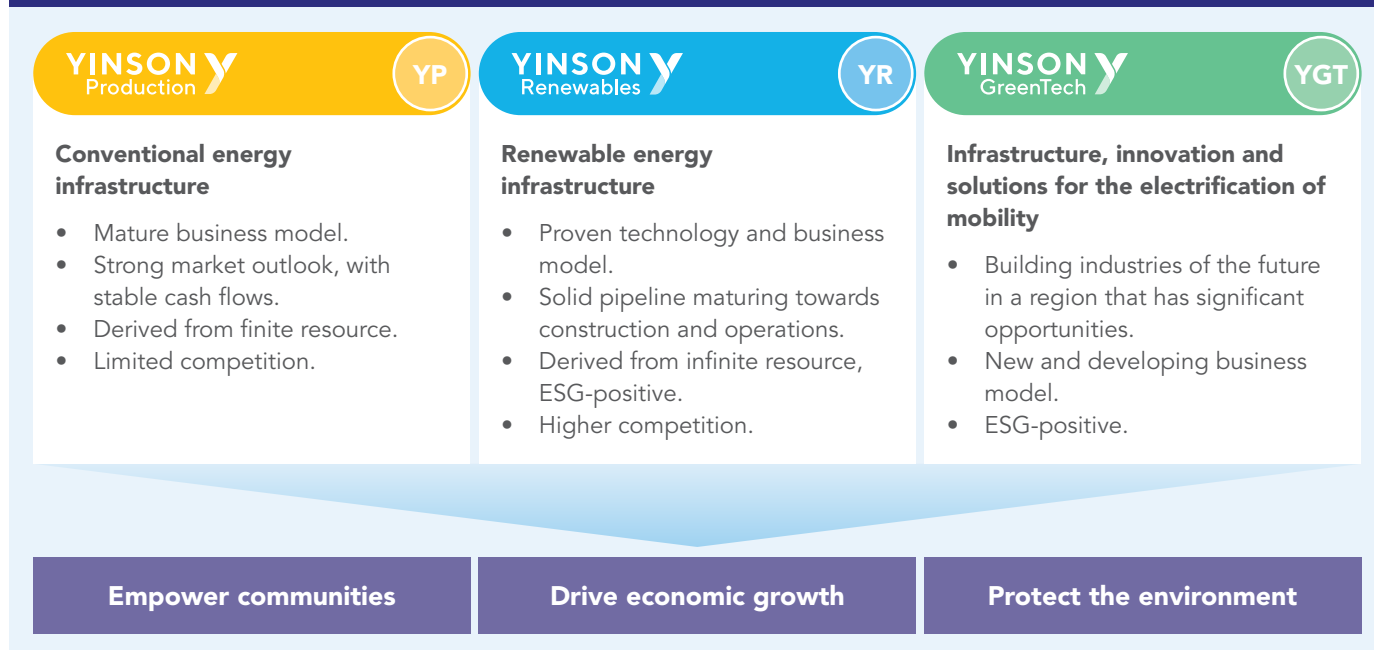 YINSON
Production
YP
Conventional energy
infrastructure
• Mature business model.
• Strong market outlook, with
stable cash flows.
• Derived from finite resource.
• Limited competition.
YINSON
Renewables
YR
Renewable energy
infrastructure
• Proven technology and business
model.
• Solid pipeline maturing towards
construction and operations.
• Derived from infinite resource,
ESG-positive.
• Higher competition.
YINSON
GreenTech
YGT
Infrastructure, innovation and
solutions for the electrification of
mobility
• Building industries of the future
in a region that has significant
opportunities.
• New and developing business
model.
• ESG-positive.
Empower communities
Drive economic growth
Protect the environment